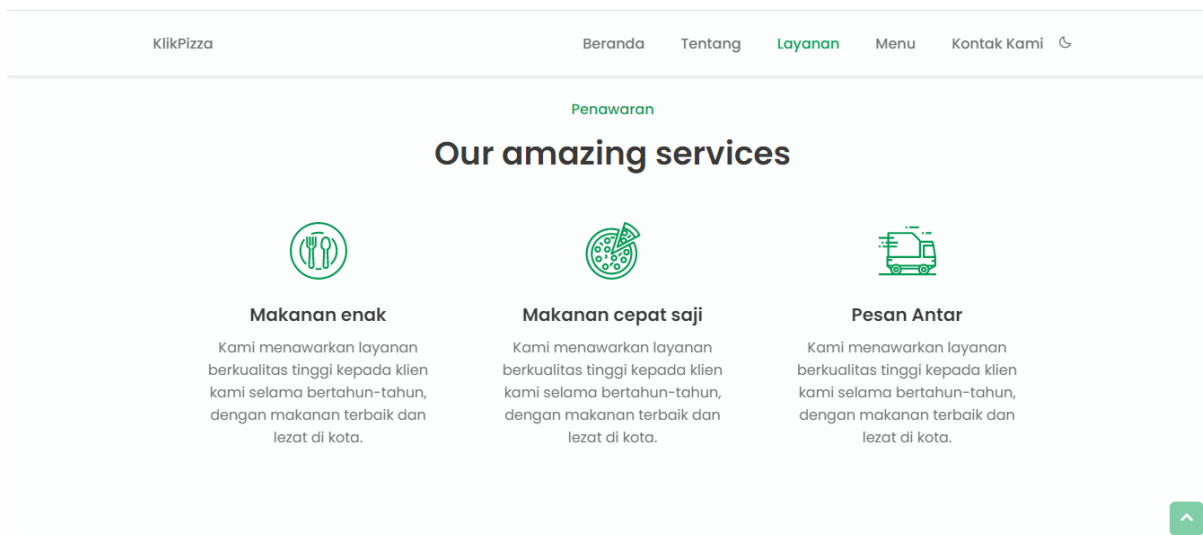 KlikPizza Beranda Tentang Layanan Menu Kontak Kami
Penawaran
Our amazing services
Makanan enak
Kami menawarkan layanan
berkualitas tinggi kepada klien
kami selama bertahun-tahun,
dengan makanan terbaik dan
lezat di kota.
Makanan cepat saji
Kami menawarkan layanan
berkualitas tinggi kepada klien
kami selama bertahun-tahun,
dengan makanan terbaik dan
lezat di kota.
Pesan Antar
Kami menawarkan layanan
berkualitas tinggi kepada klien
kami selama bertahun-tahun,
dengan makanan terbaik dan
lezat di kota.